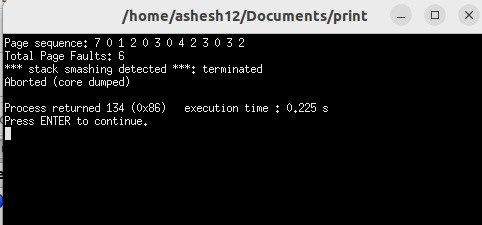 /home/ashesh12/Documents/print
Page sequence: 7 0 1 2 0 3 0 4 2 3 0 3 2
Total Page Faults: 6
*** stack smashing detected ***: terminated
Aborted (core dumped)
Process returned 134 (0x86)   execution time : 0.225 s
Press ENTER to continue.